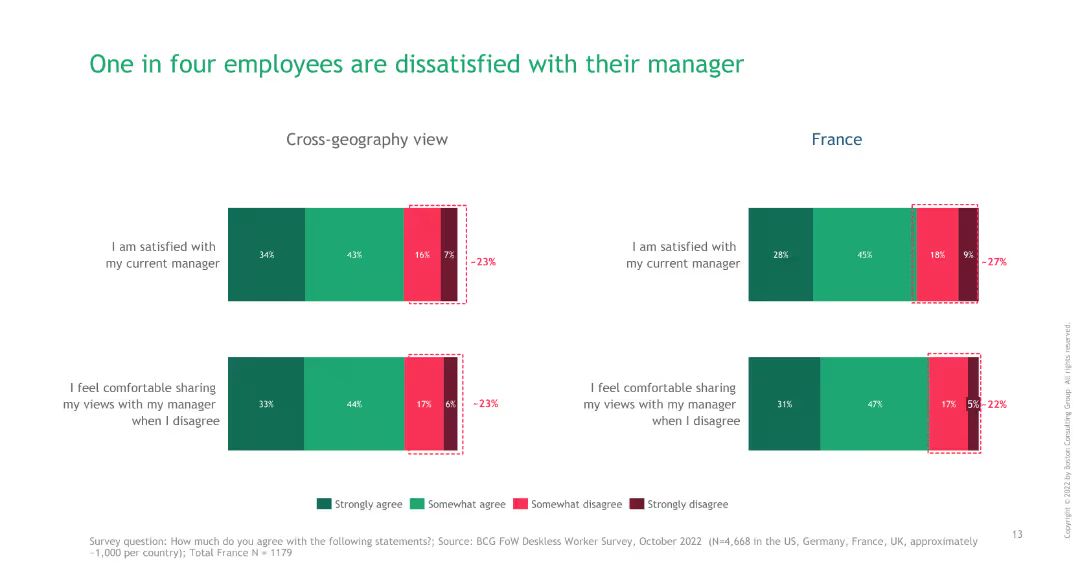 One in four employees are dissatisfied with their manager
Cross-geography view
France
I am satisfied with
my current manager
34%
43%
16%
7%
~23%
I am satisfied with
my current manager
28%
45%
18%
9%
~27%
I feel comfortable sharing
my views with my manager
when I disagree
33%
44%
17%
6%
~23%
I feel comfortable sharing
my views with my manager
when I disagree
31%
47%
17%
5%
~22%
Strongly agree
Somewhat agree
Somewhat disagree
Strongly disagree
Survey question: How much do you agree with the following statements?; Source: BCG FoW Deskless Worker Survey, October 2022 (N=4,668 in the US, Germany, France, UK, approximately
~1,000 per country); Total France N = 1179
13
Copyright © 2022 by Boston Consulting Group All rights reserved.